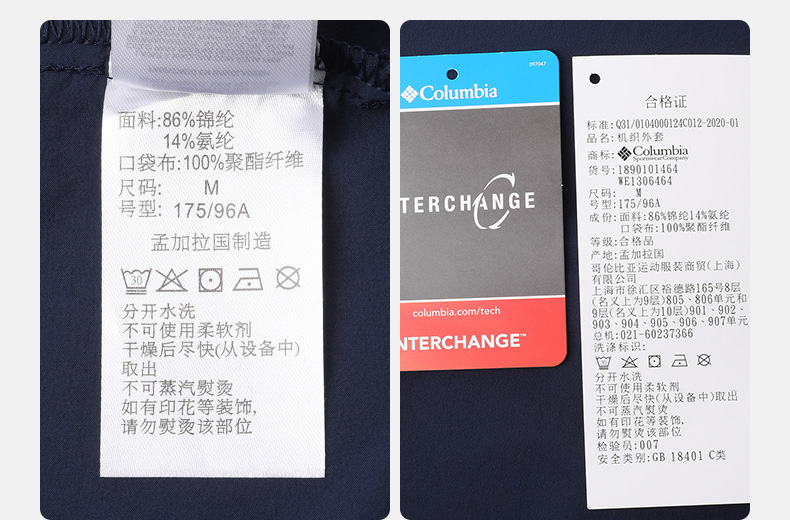 面料:86%锦纶
14%氨纶
口袋布:100%聚酯纤维
尺码: M
号型: 175/96A
孟加拉国制造
30
分开水洗
不可使用柔软剂
干燥后尽快(从设备中)
取出
不可蒸汽熨烫
如有印花等装饰,
请勿熨烫该部位
097047
Columbia
TERCHANGE
columbia.com/tech
NTERCHANGE™
合格证
标准:Q31/0104000124C012-2020-01
品名:机织外套
商标: Columbia
Sportswear Company
货号:1890101464
WE1306464
尺码: M
号型:175/96A
成份:面料:86%锦纶14%氨纶
口袋布:100%聚酯纤维
等级:合格品
产地:孟加拉国
哥伦比亚运动服装商贸(上海)
有限公司
上海市徐汇区裕德路165号8层
(名义上为9层)805、806单元和
9层(名义上为10层)901、902、
903、904、905、906、907单元
总机:021-60237366
洗涤标识:
分开水洗
不可使用柔软剂
干燥后尽快(从设备中)取出
不可蒸汽熨烫
如有印花等装饰,
请勿熨烫该部位
检验员:007
安全类别:GB 18401 C类